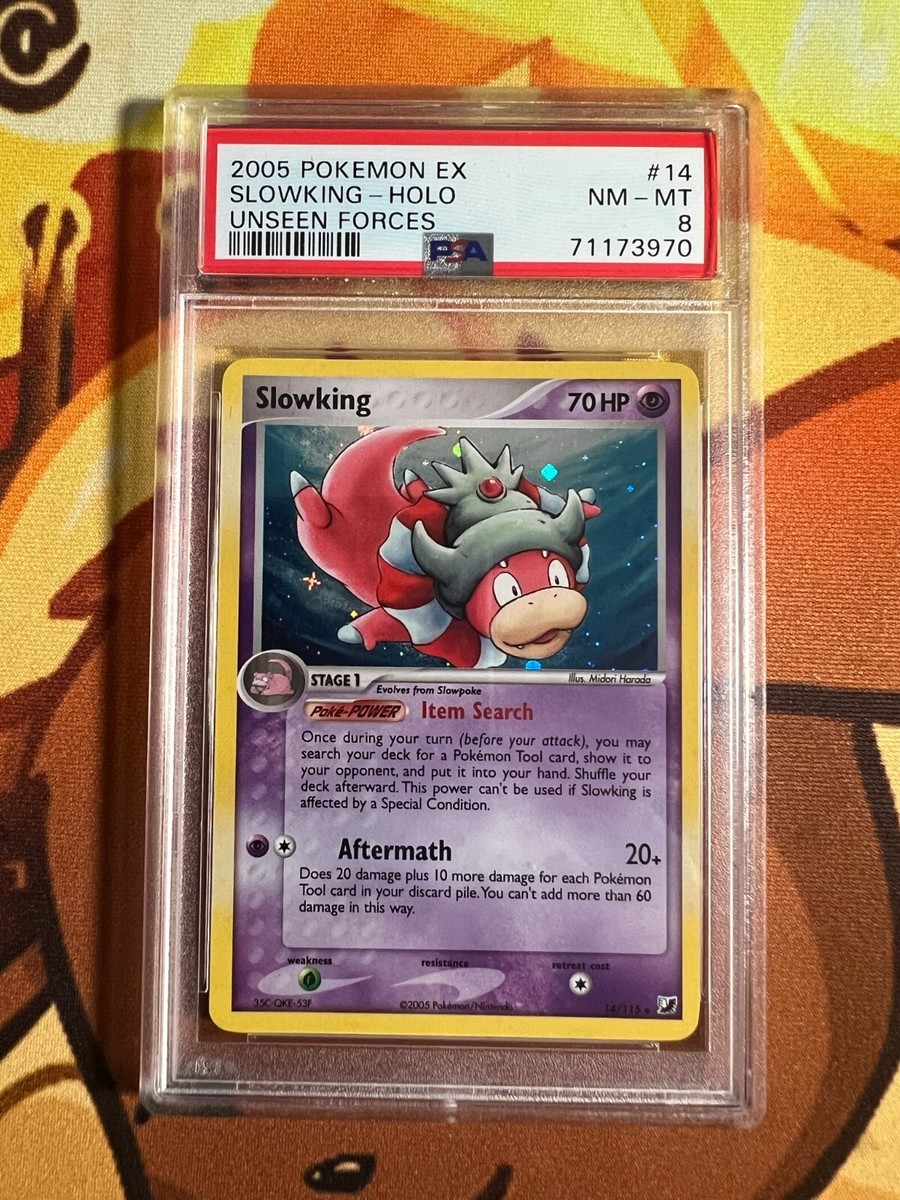 2005 POKEMON EX #14
SLOWKING - HOLO NM - MT
UNSEEN FORCES 8
PSA 71173970
Slowking 70 HP
STAGE 1 Illus. Midori Harada
Evolves from Slowpoke
Poké-POWER Item Search
Once during your turn (before your attack), you may
search your deck for a Pokémon Tool card, show it to
your opponent, and put it into your hand. Shuffle your
deck afterward. This power can't be used if Slowking is
affected by a Special Condition.
Aftermath 20+
Does 20 damage plus 10 more damage for each Pokémon
Tool card in your discard pile. You can't add more than 60
damage in this way.
weakness resistance retreat cost
35C-QKE-53F ©2005 Pokémon/Nintendo 14/115